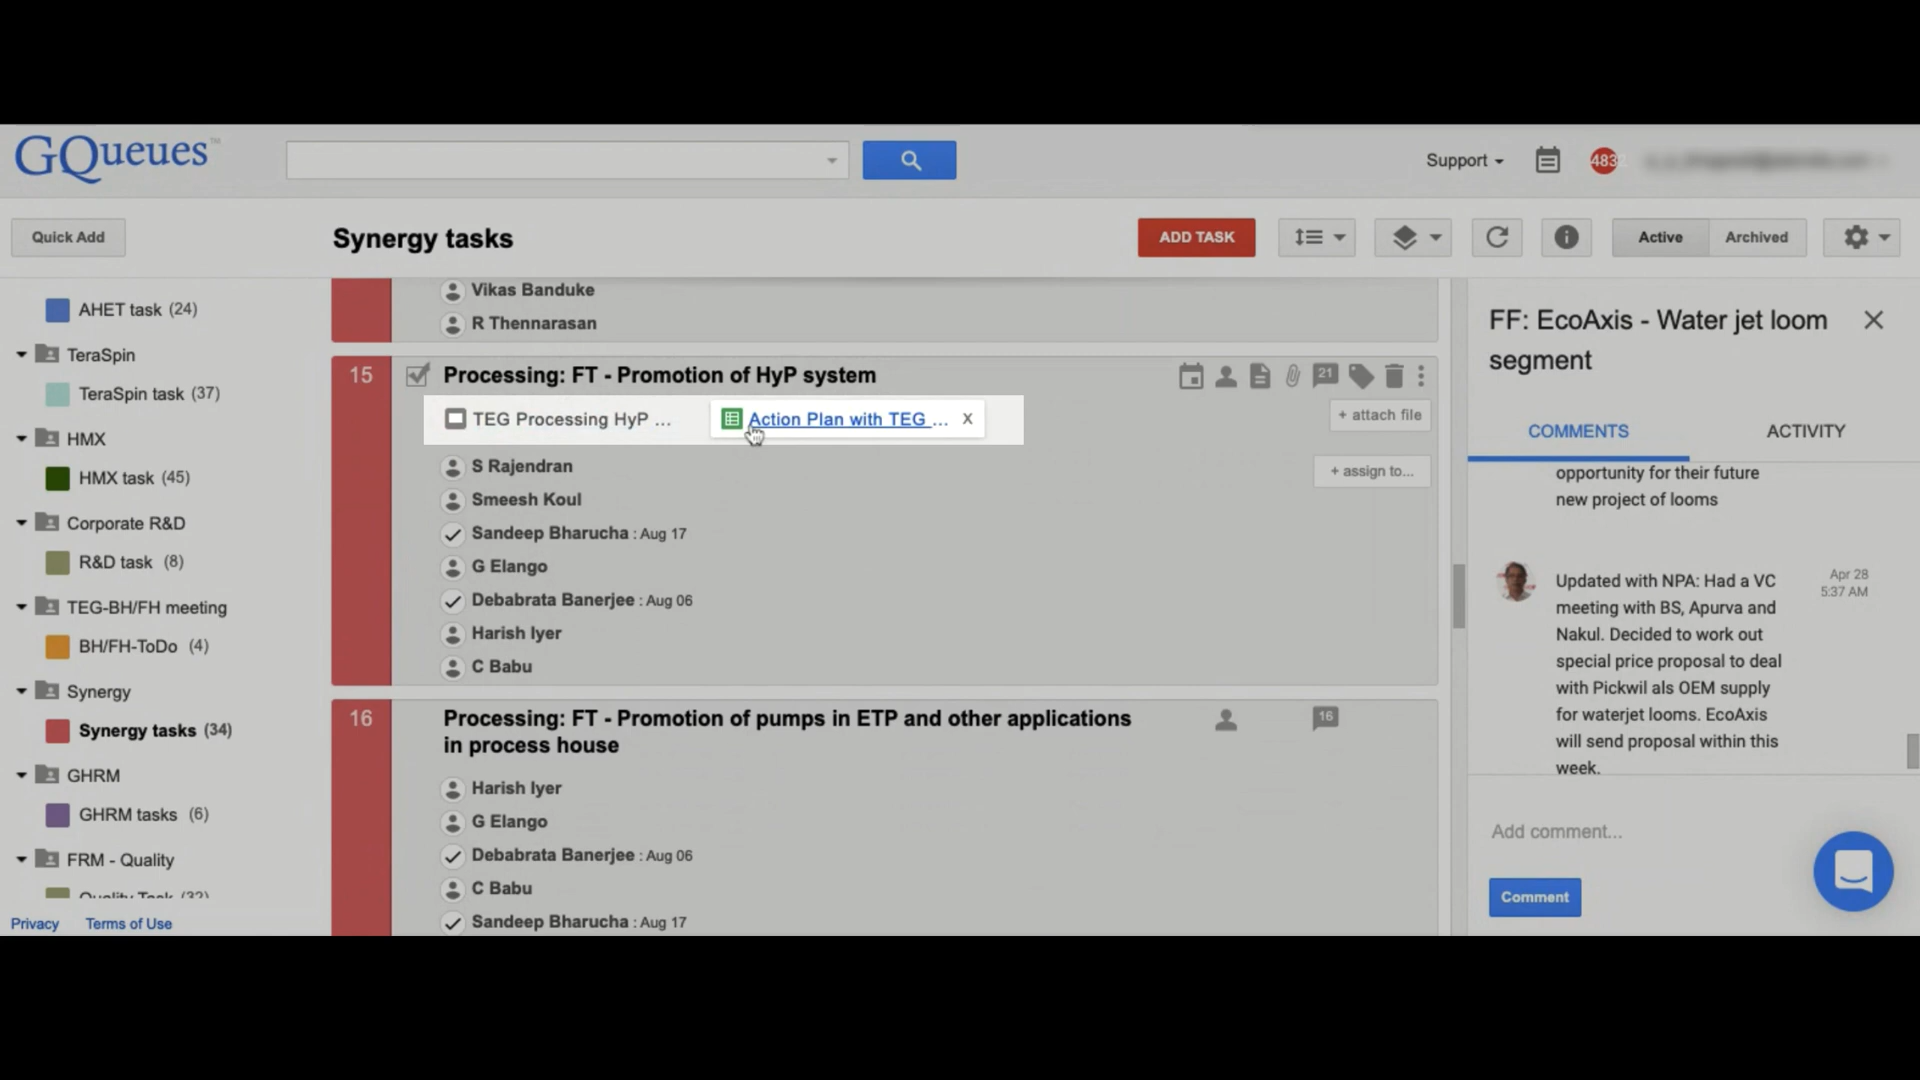 GQueues™
Support
483
Quick Add
Synergy tasks
ADD TASK
Active
Archived
AHET task (24)
TeraSpin
TeraSpin task (37)
HMX
HMX task (45)
Corporate R&D
R&D task (8)
TEG-BH/FH meeting
BH/FH-ToDo (4)
Synergy
Synergy tasks (34)
GHRM
GHRM tasks (6)
FRM - Quality
Quality Task (32)
Privacy
Terms of Use
Vikas Banduke
R Thennarasan
15
Processing: FT - Promotion of HyP system
21
TEG Processing HyP ...
Action Plan with TEG ...
x
+ attach file
+ assign to...
S Rajendran
Smeesh Koul
Sandeep Bharucha : Aug 17
G Elango
Debabrata Banerjee : Aug 06
Harish Iyer
C Babu
16
Processing: FT - Promotion of pumps in ETP and other applications
in process house
16
Harish Iyer
G Elango
Debabrata Banerjee : Aug 06
C Babu
Sandeep Bharucha : Aug 17
FF: EcoAxis - Water jet loom
segment
COMMENTS
ACTIVITY
opportunity for their future
new project of looms
Updated with NPA: Had a VC
meeting with BS, Apurva and
Nakul. Decided to work out
special price proposal to deal
with Pickwil als OEM supply
for waterjet looms. EcoAxis
will send proposal within this
week.
Apr 28
5:37 AM
Add comment...
Comment